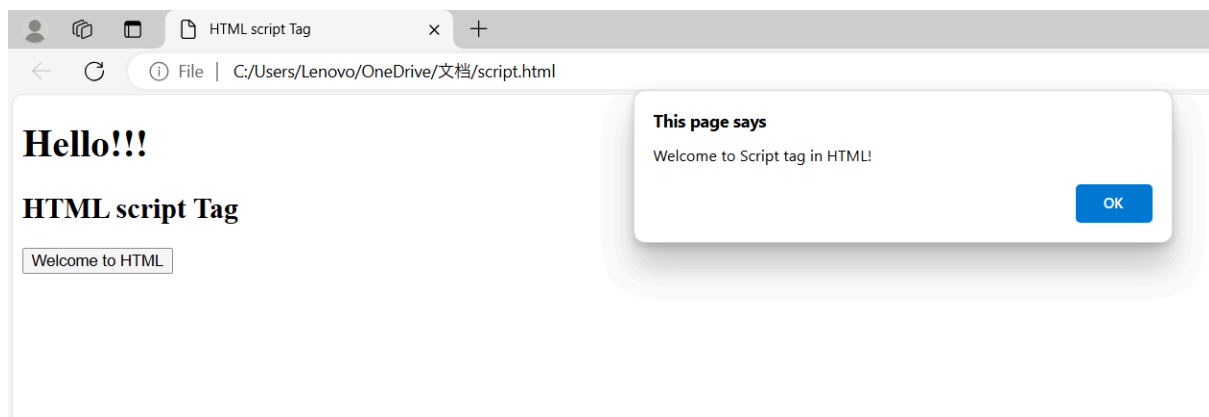 HTML script Tag
File | C:/Users/Lenovo/OneDrive/文档/script.html
This page says
Welcome to Script tag in HTML!
OK
Hello!!!
HTML script Tag
Welcome to HTML